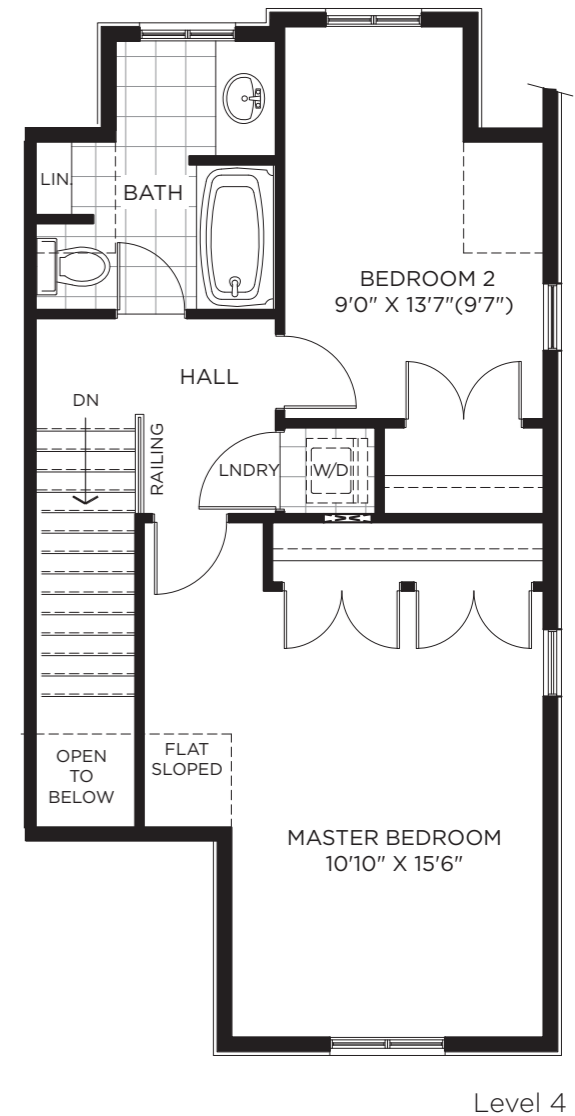 LIN.
BATH
BEDROOM 2
9'0" X 13'7"(9'7")
HALL
DN
RAILING
LNDRY
W/D
FLAT
SLOPED
OPEN
TO
BELOW
MASTER BEDROOM
10'10" X 15'6"
Level 4